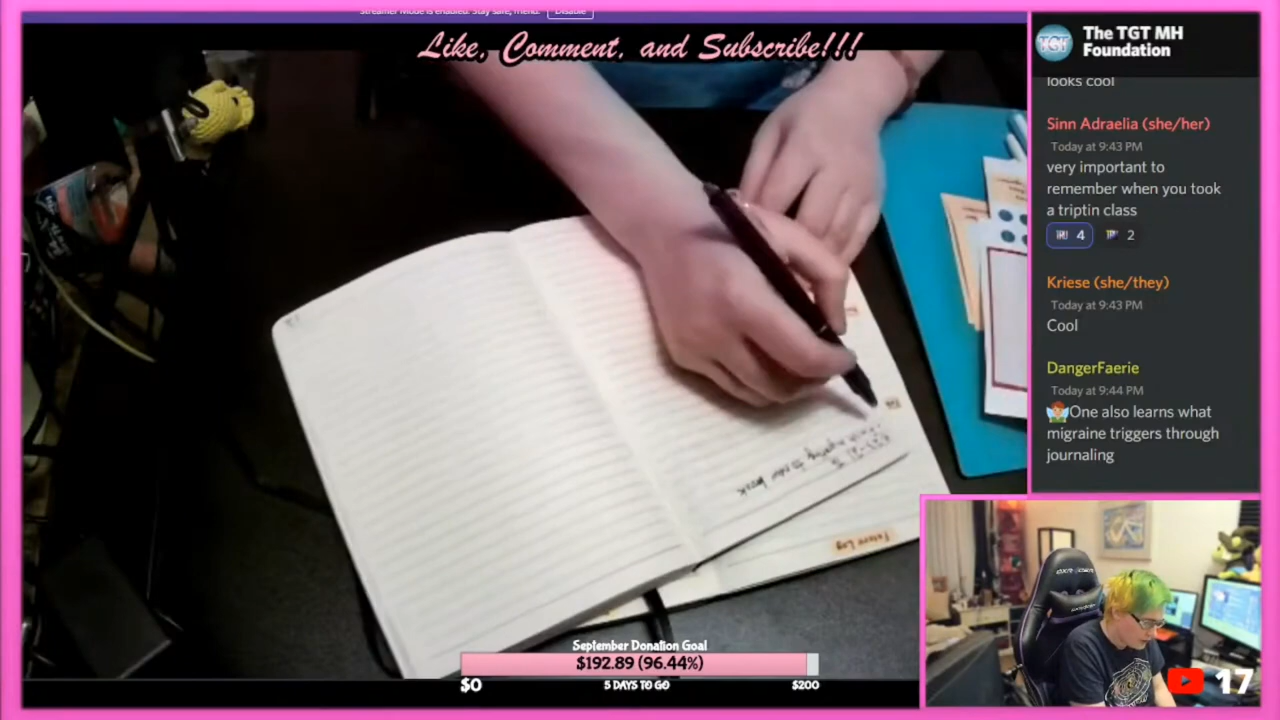 Streamer Mode is enabled. Stay safe, friend.
Disable
Like, Comment, and Subscribe!!!
TGT
The TGT MH
Foundation
looks cool
Sinn Adraelia (she/her)
Today at 9:43 PM
very important to
remember when you took
a triptin class
4
2
Kriese (she/they)
Today at 9:43 PM
Cool
DangerFaerie
Today at 9:44 PM
One also learns what
migraine triggers through
journaling
Future Log
September Donation Goal
$192.89 (96.44%)
$0
5 DAYS TO GO
$200
17